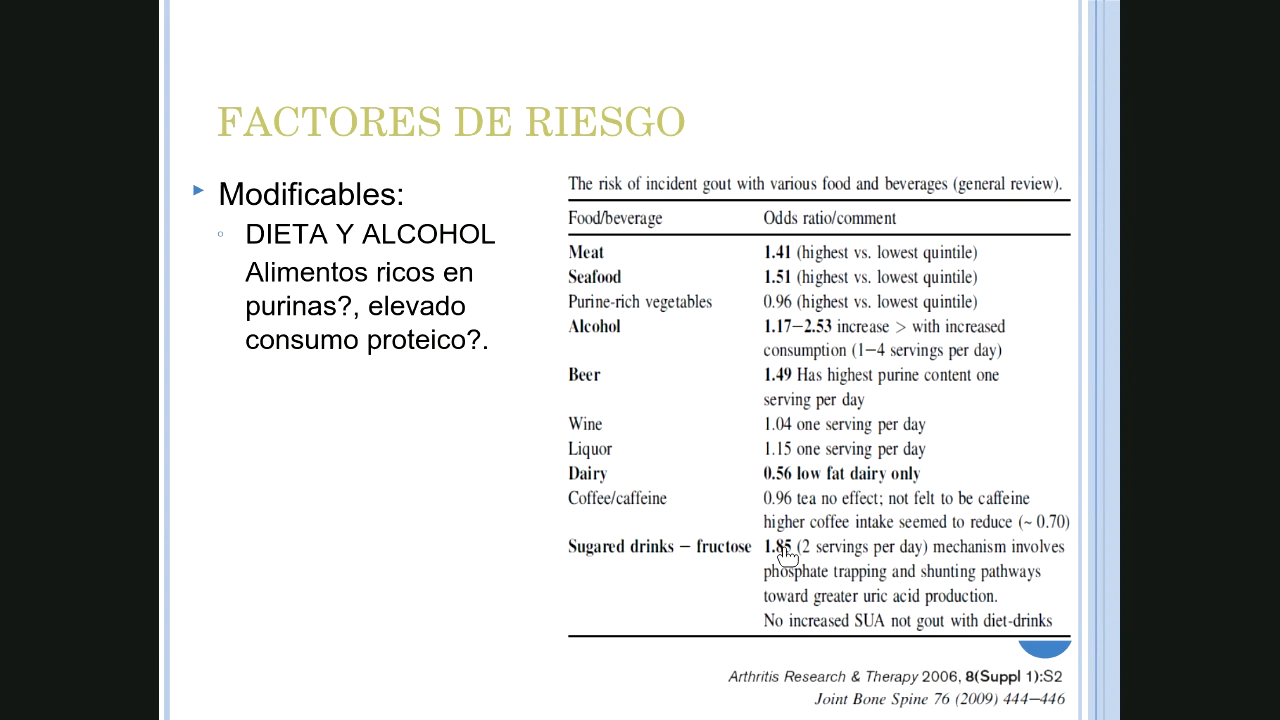 FACTORES DE RIESGO
Modificables:
DIETA Y ALCOHOL
Alimentos ricos en
purinas?, elevado
consumo proteico?.
The risk of incident gout with various food and beverages (general review).
Food/beverage Odds ratio/comment
Meat 1.41 (highest vs. lowest quintile)
Seafood 1.51 (highest vs. lowest quintile)
Purine-rich vegetables 0.96 (highest vs. lowest quintile)
Alcohol 1.17–2.53 increase > with increased
consumption (1–4 servings per day)
Beer 1.49 Has highest purine content one
serving per day
Wine 1.04 one serving per day
Liquor 1.15 one serving per day
Dairy 0.56 low fat dairy only
Coffee/caffeine 0.96 tea no effect; not felt to be caffeine
higher coffee intake seemed to reduce (~ 0.70)
Sugared drinks – fructose 1.85 (2 servings per day) mechanism involves
phosphate trapping and shunting pathways
toward greater uric acid production.
No increased SUA not gout with diet-drinks
Arthritis Research & Therapy 2006, 8(Suppl 1):S2
Joint Bone Spine 76 (2009) 444–446